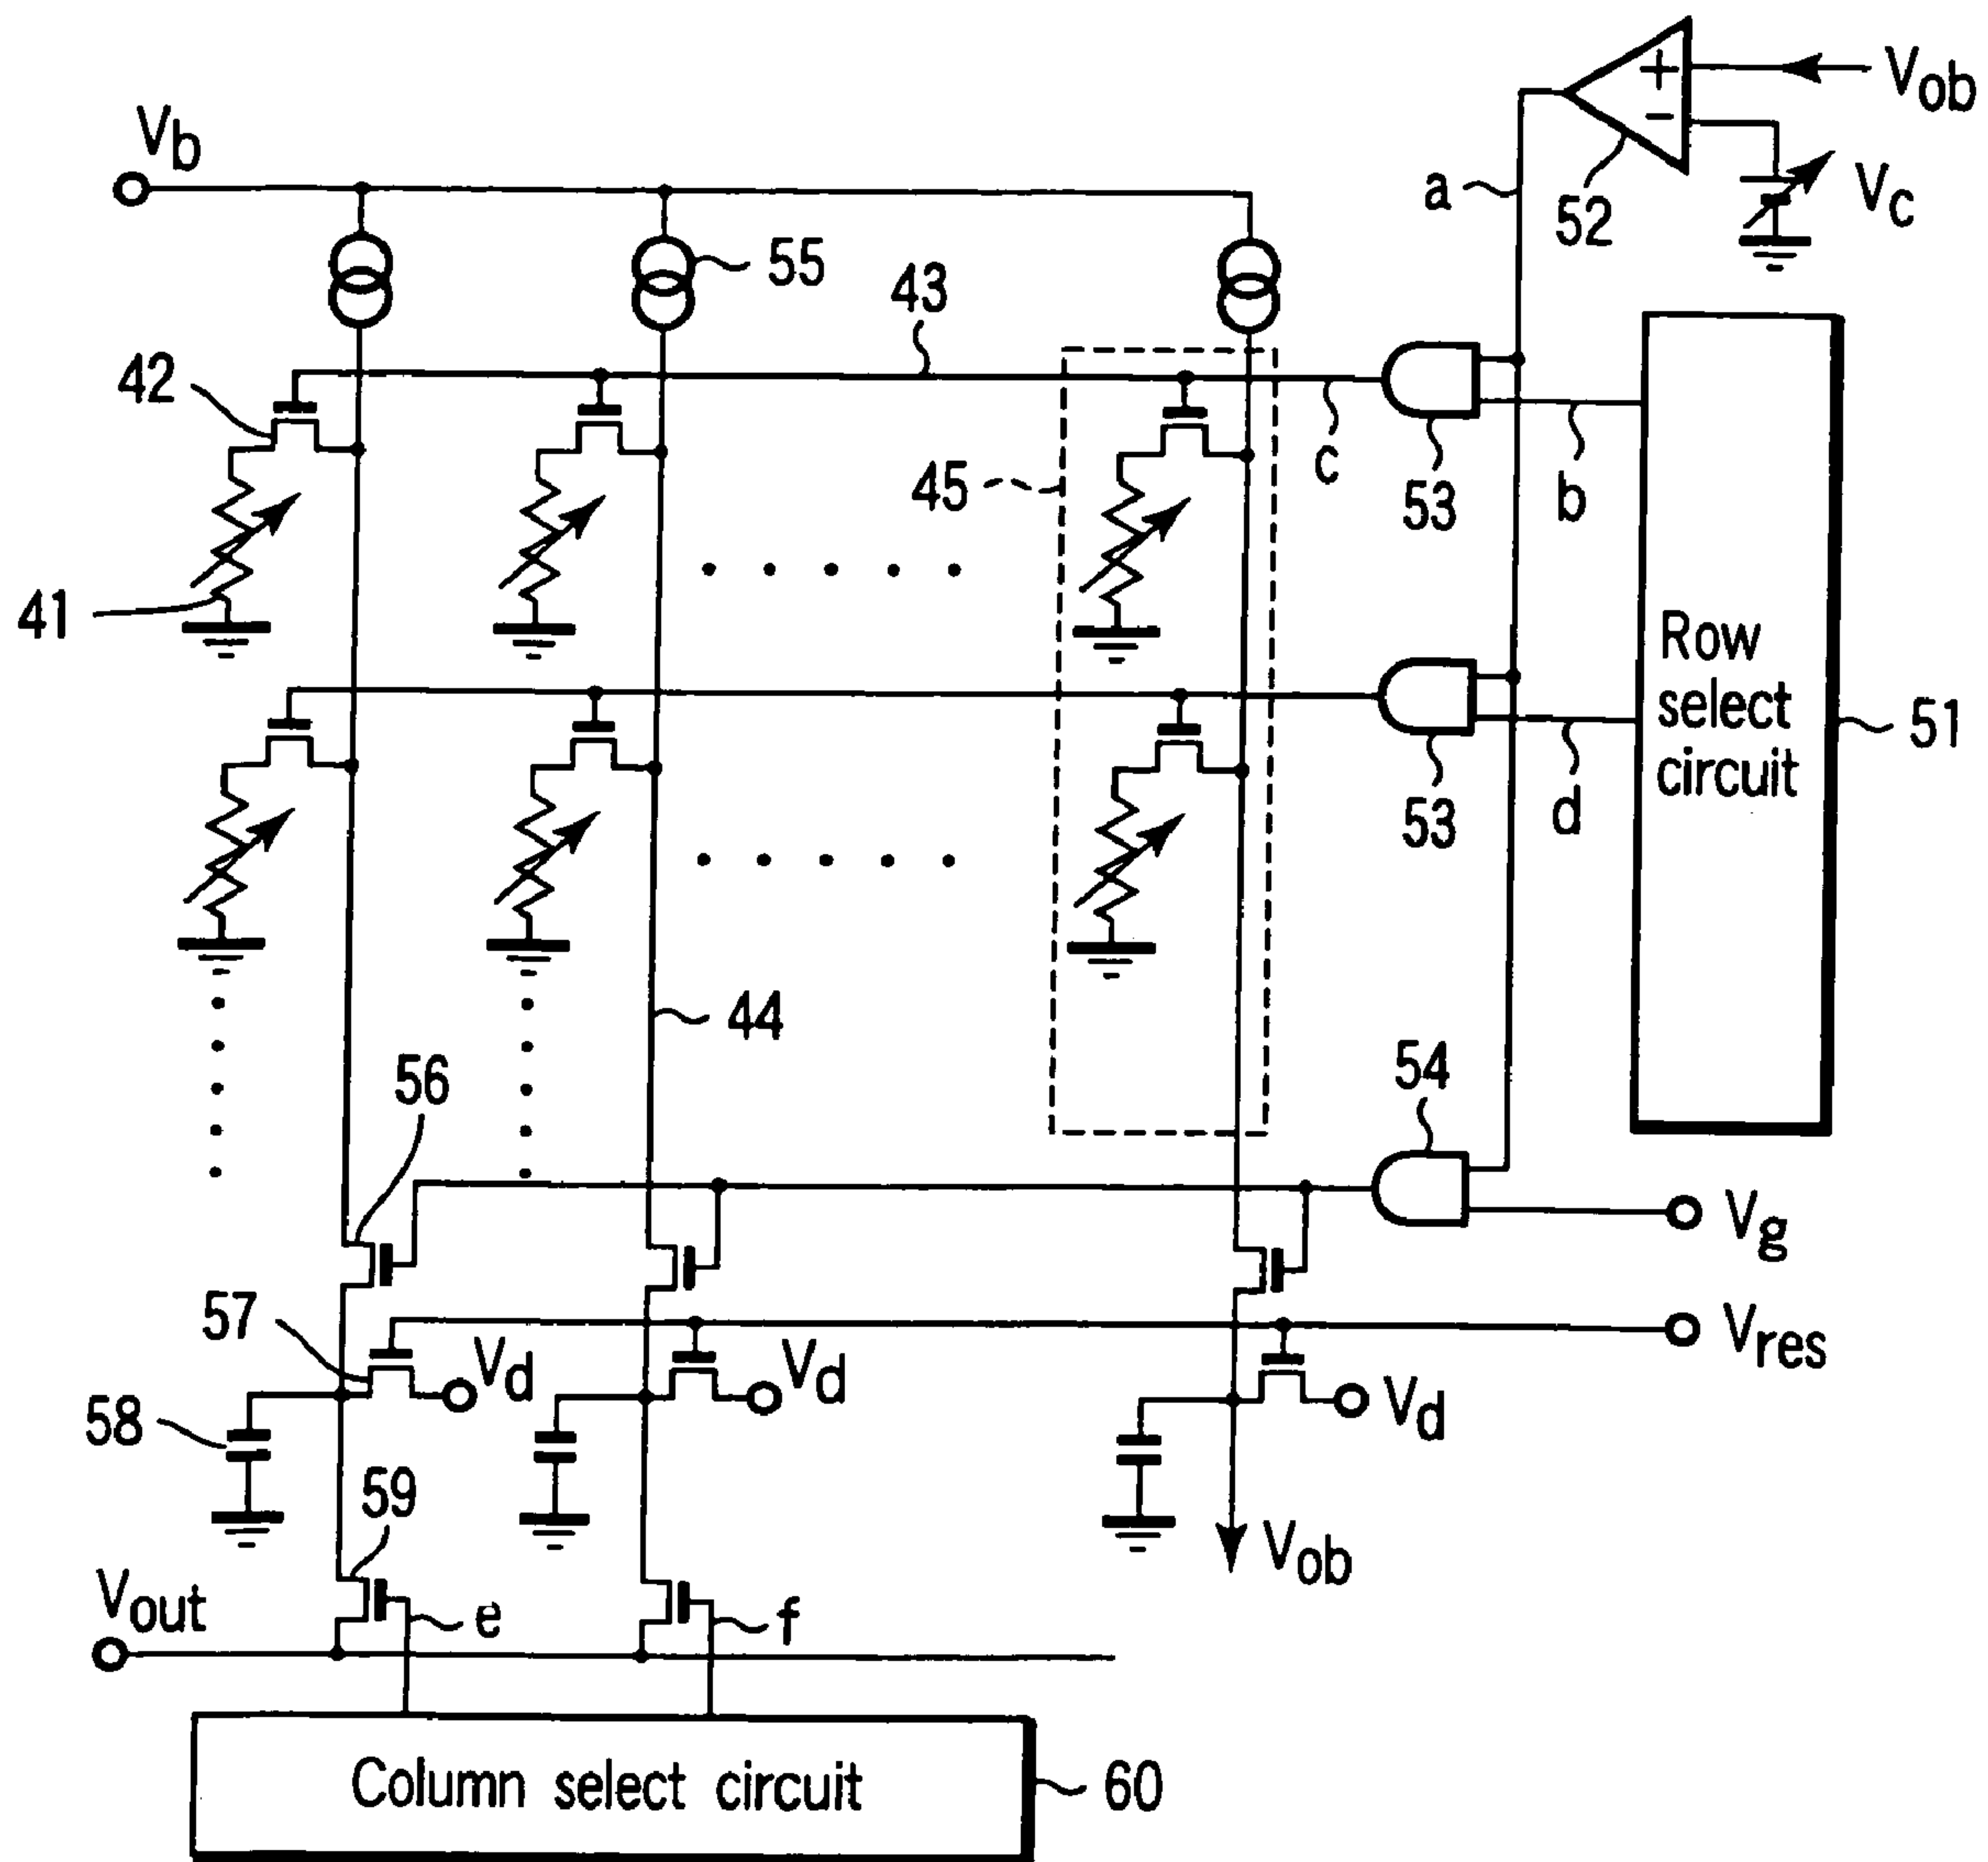 Vob
Vb
a
52
Vc
55
43
42
45
c
53
b
41
Row
select
circuit
51
53
d
44
56
54
Vg
57
Vd
Vd
Vd
Vres
58
59
Vob
Vout
e
f
Column select circuit
60
+
-